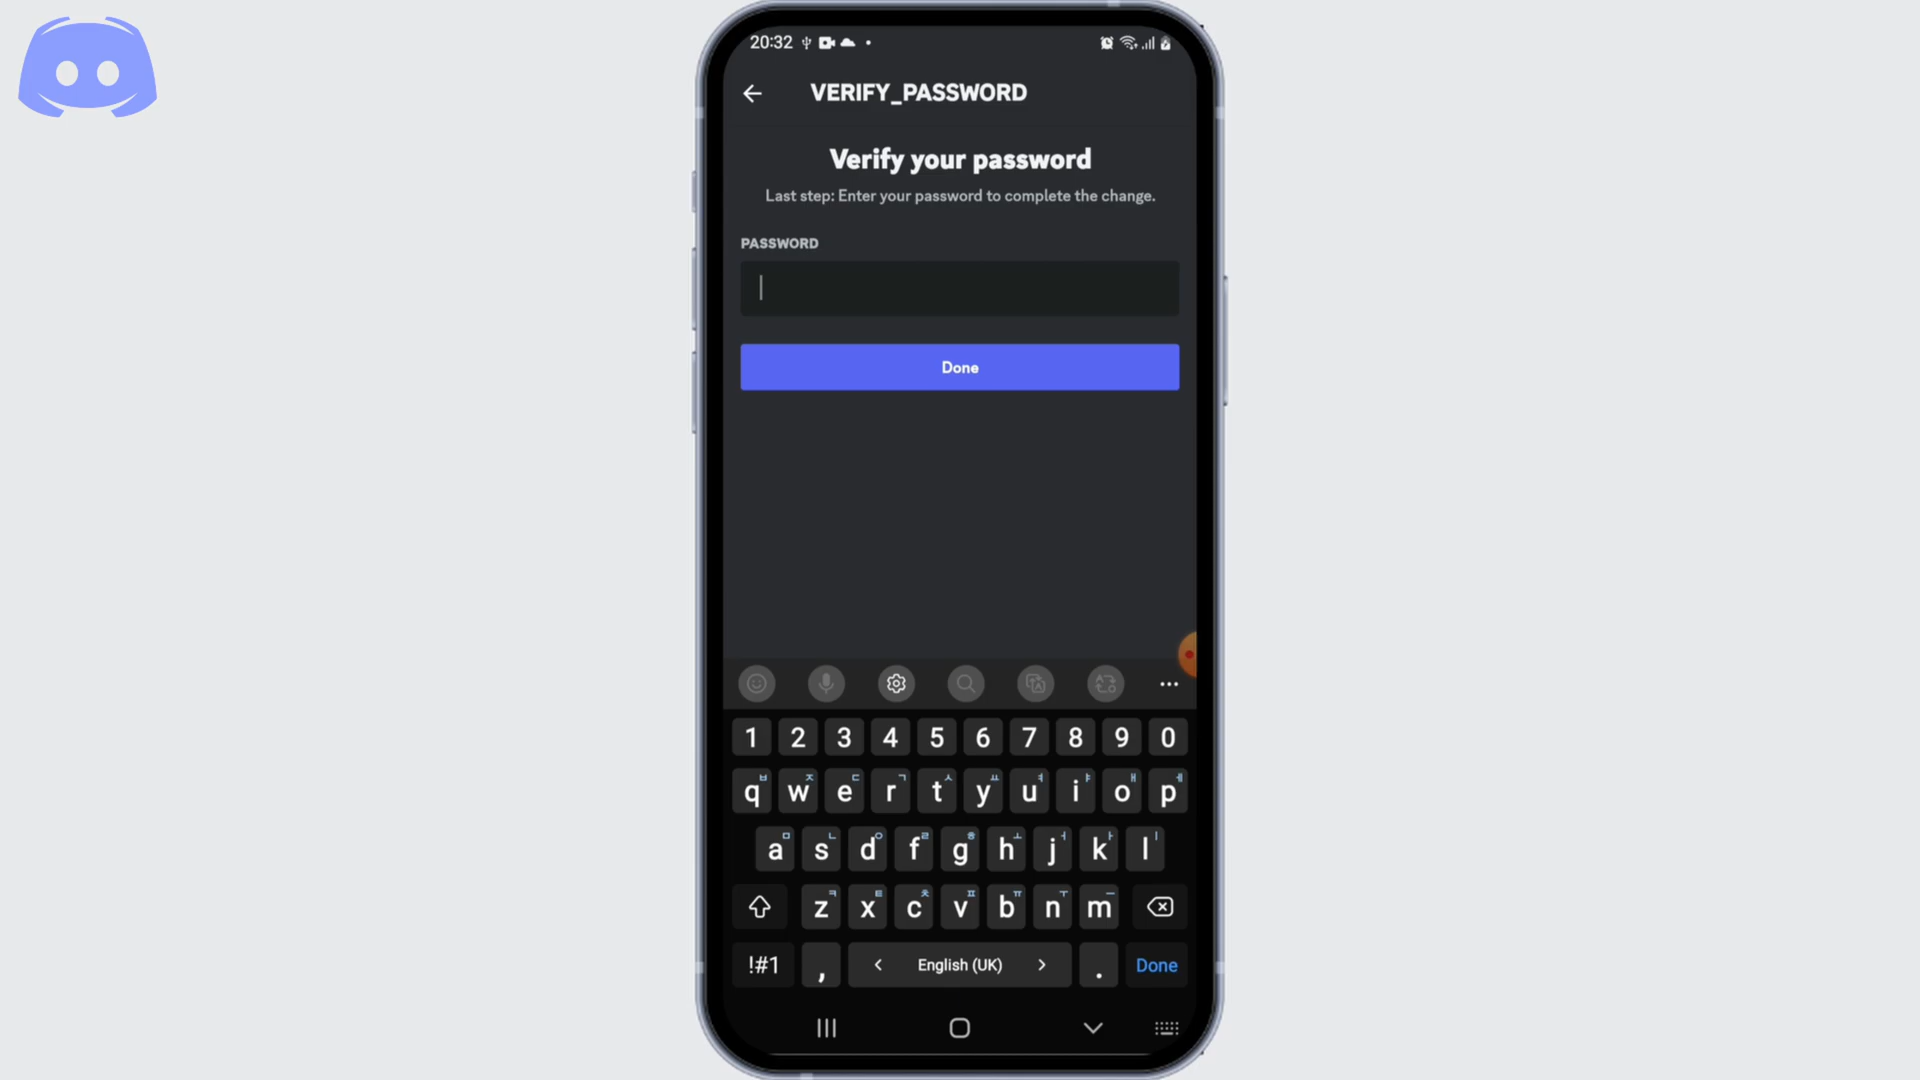 20:32
VERIFY_PASSWORD
Verify your password
Last step: Enter your password to complete the change.
PASSWORD
Done
1 2 3 4 5 6 7 8 9 0
q ㅂ w ㅈ e ㄷ r ㄱ t ㅅ y ㅛ u ㅕ i ㅑ o ㅐ p ㅔ
a ㅁ s ㄴ d ㅇ f ㄹ g ㅎ h ㅗ j ㅓ k ㅏ l ㅣ
z ㅋ x ㅌ c ㅊ v ㅍ b ㅠ n ㅜ m ㅡ
!#1 , < English (UK) > . Done